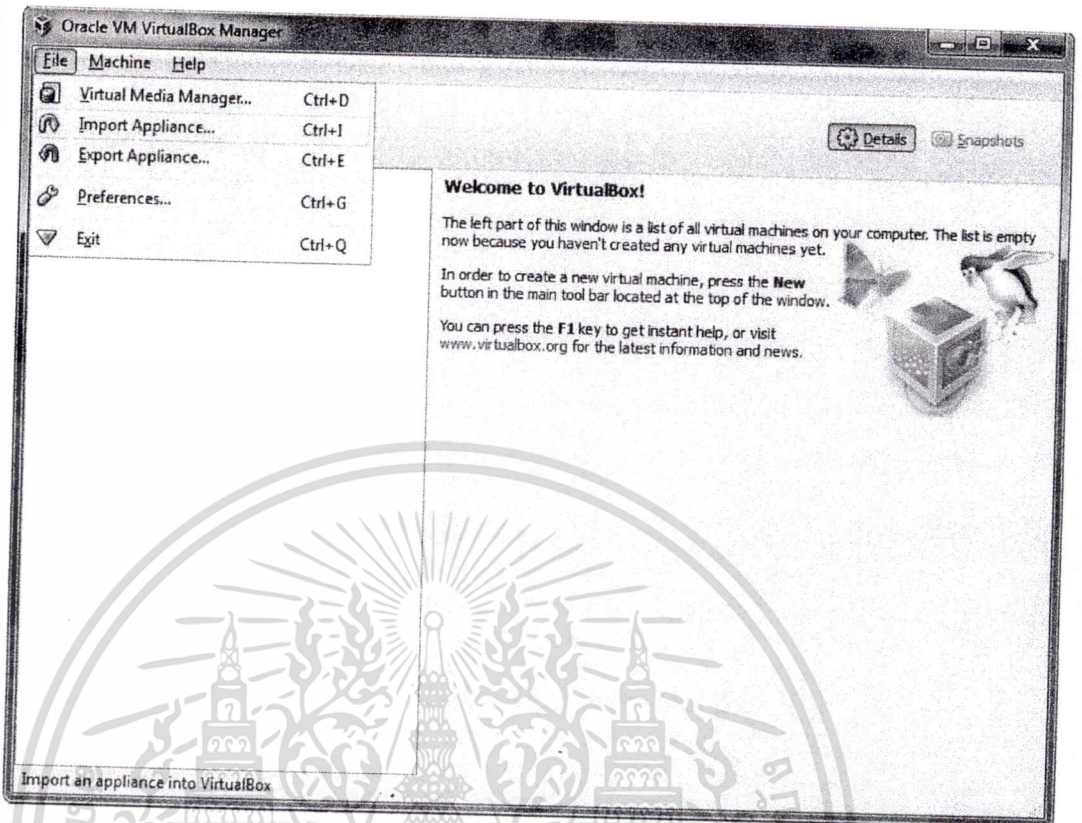 Oracle VM VirtualBox Manager
File Machine Help
Virtual Media Manager... Ctrl+D
Import Appliance... Ctrl+I
Export Appliance... Ctrl+E
Preferences... Ctrl+G
Exit Ctrl+Q
Details Snapshots
Welcome to VirtualBox!
The left part of this window is a list of all virtual machines on your computer. The list is empty
now because you haven't created any virtual machines yet.
In order to create a new virtual machine, press the New
button in the main tool bar located at the top of the window.
You can press the F1 key to get instant help, or visit
www.virtualbox.org for the latest information and news.
Import an appliance into VirtualBox